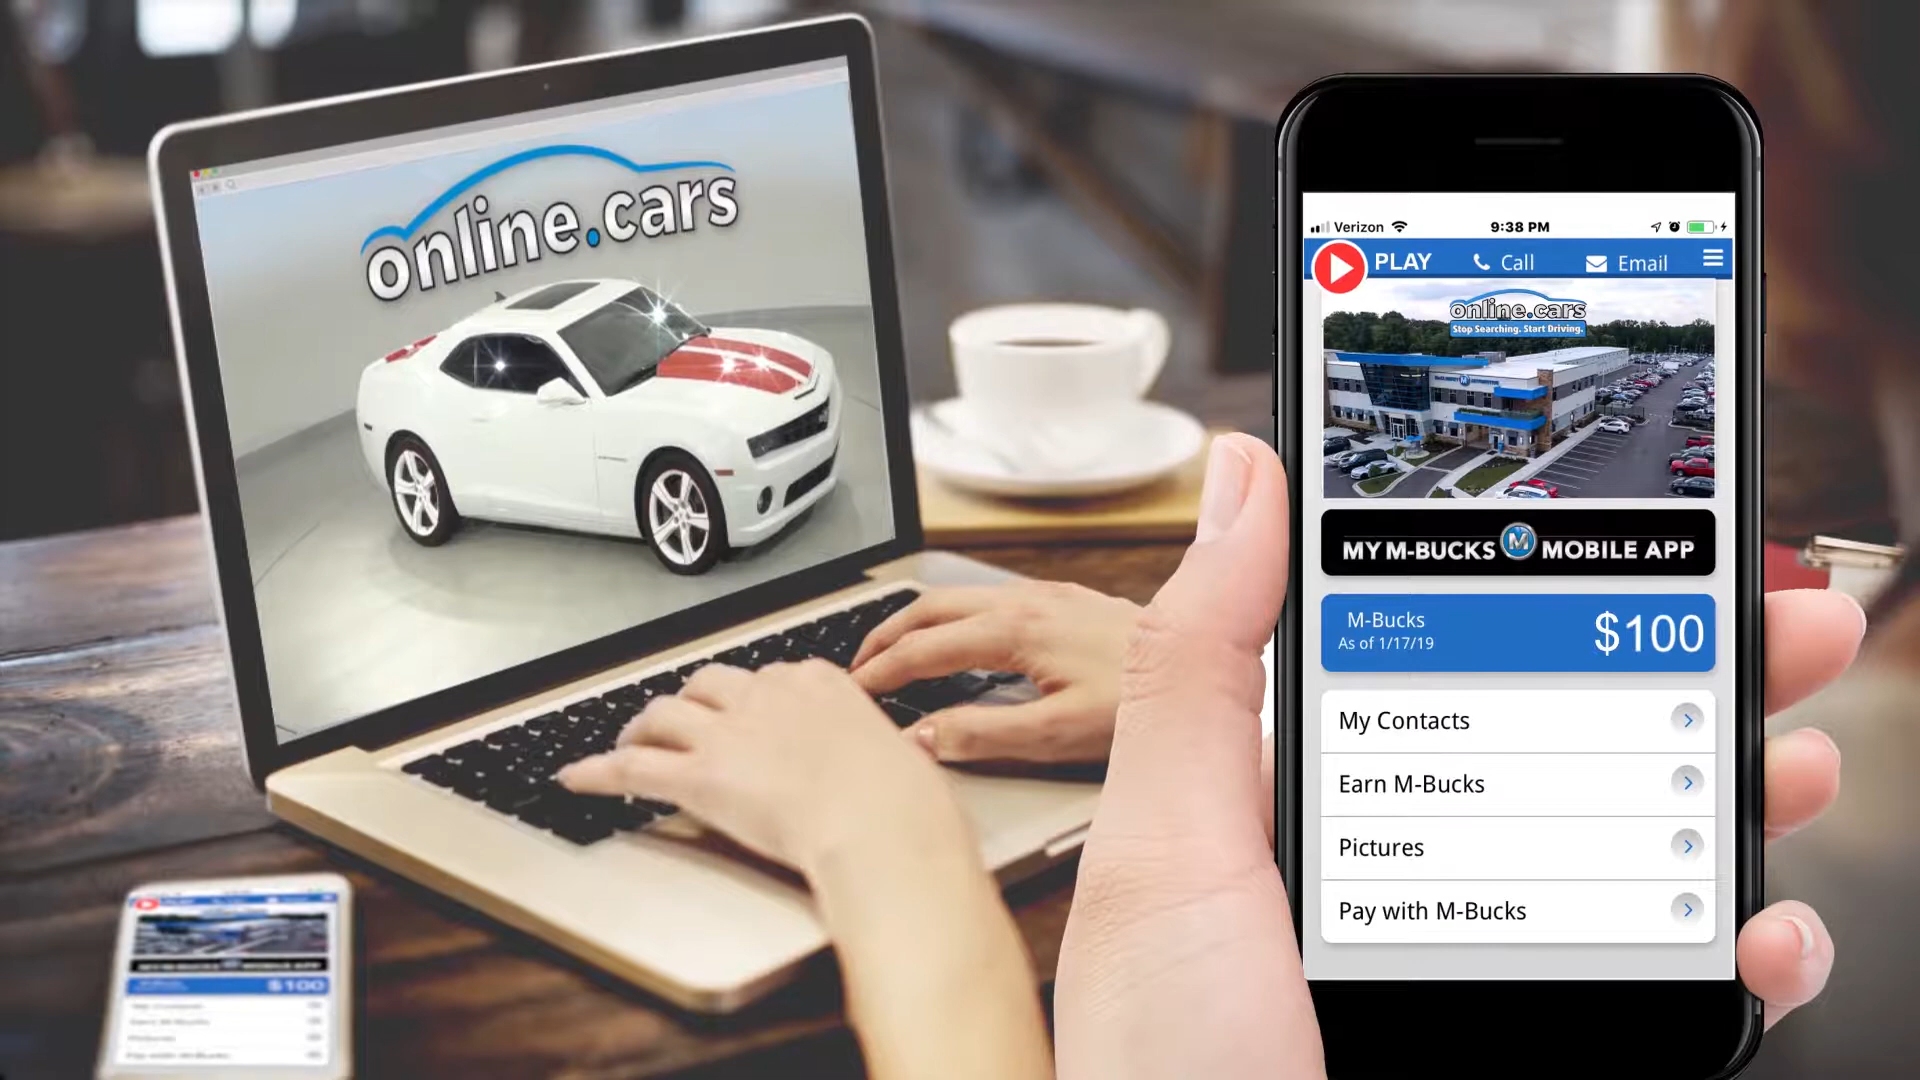 online.cars
Verizon
9:38 PM
PLAY
Call
Email
online.cars
Stop Searching. Start Driving.
MY M-BUCKS M MOBILE APP
M-Bucks
As of 1/17/19
$100
My Contacts
Earn M-Bucks
Pictures
Pay with M-Bucks
$100